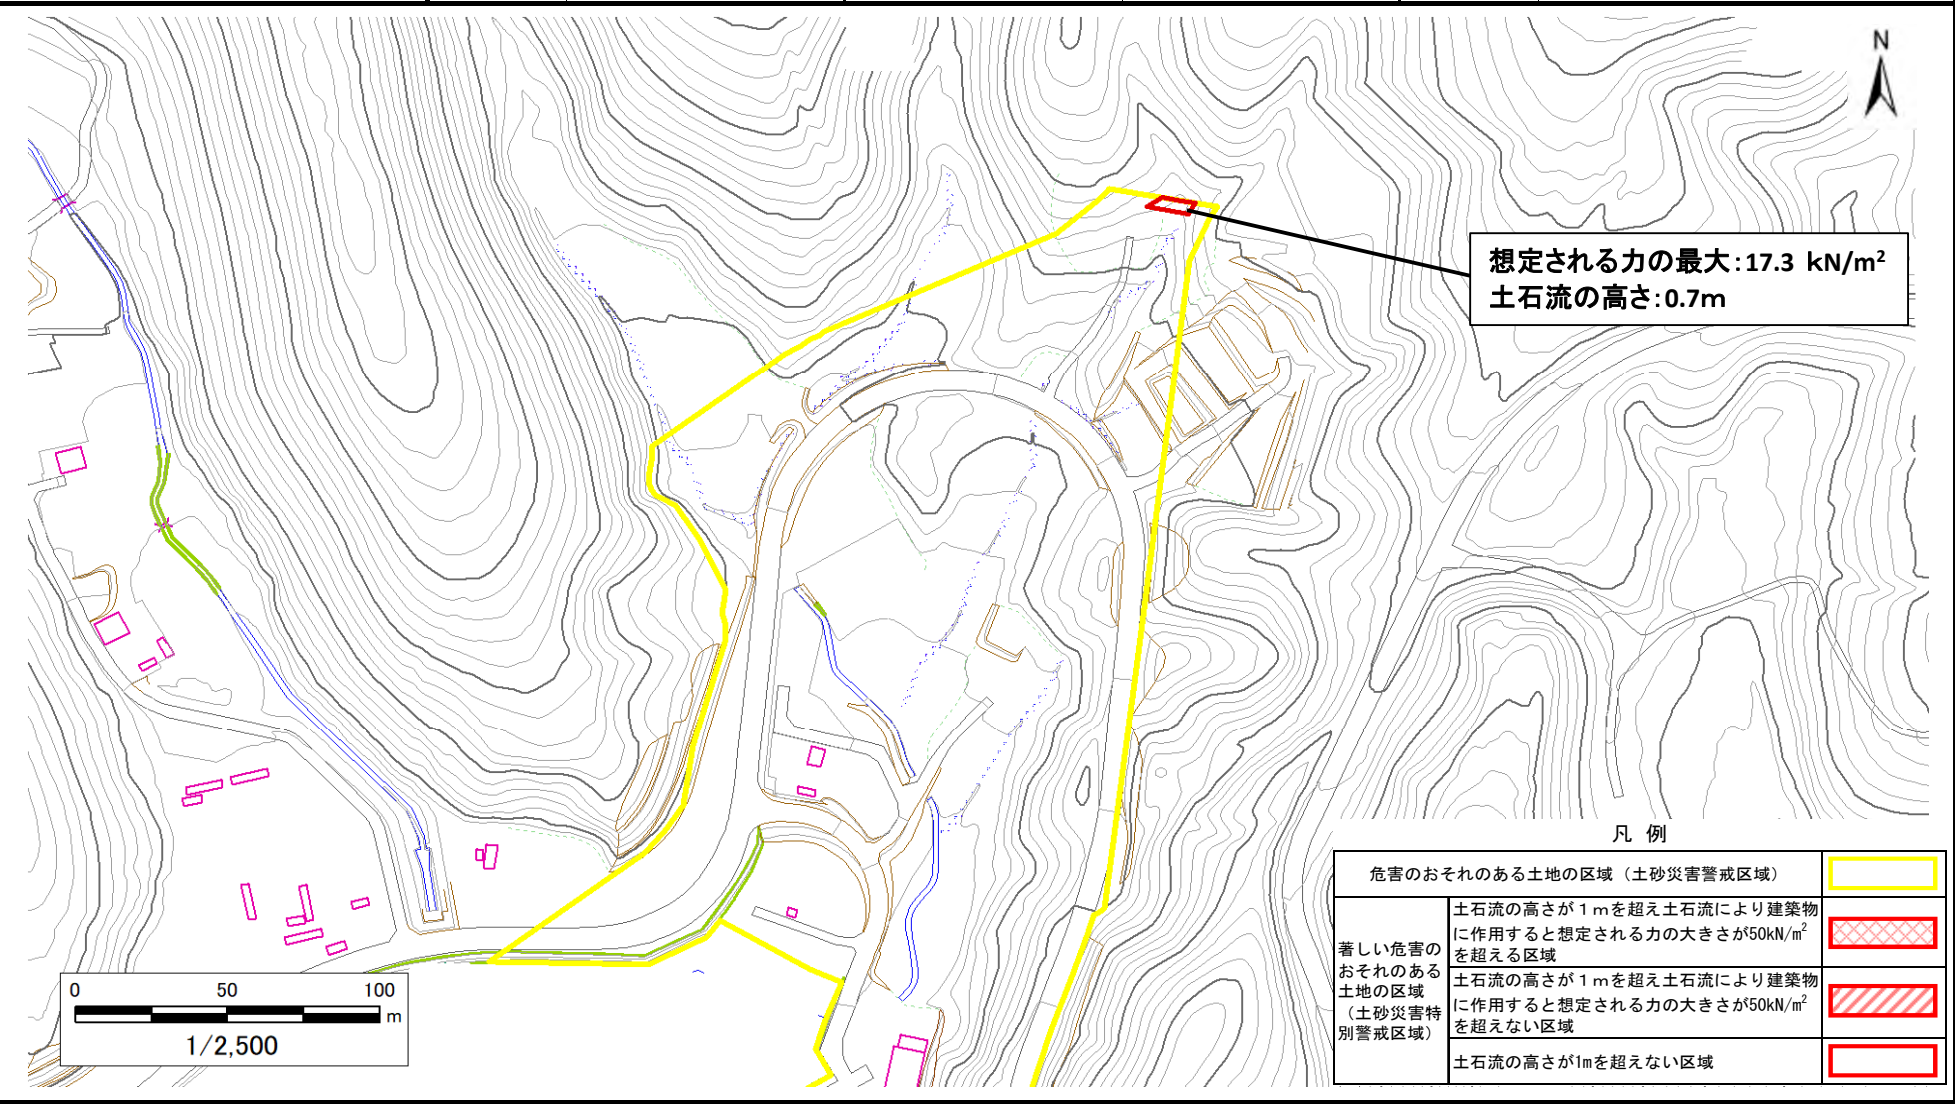 N
想定される力の最大:17.3 kN/m²
土石流の高さ:0.7m
凡 例
危害のおそれのある土地の区域（土砂災害警戒区域）
著しい危害の
おそれのある
土地の区域
（土砂災害特
別警戒区域）
土石流の高さが１ｍを超え土石流により建築物
に作用すると想定される力の大きさが50kN/㎡
を超える区域
土石流の高さが１ｍを超え土石流により建築物
に作用すると想定される力の大きさが50kN/㎡
を超えない区域
土石流の高さが1mを超えない区域
0 50 100
m
1/2,500